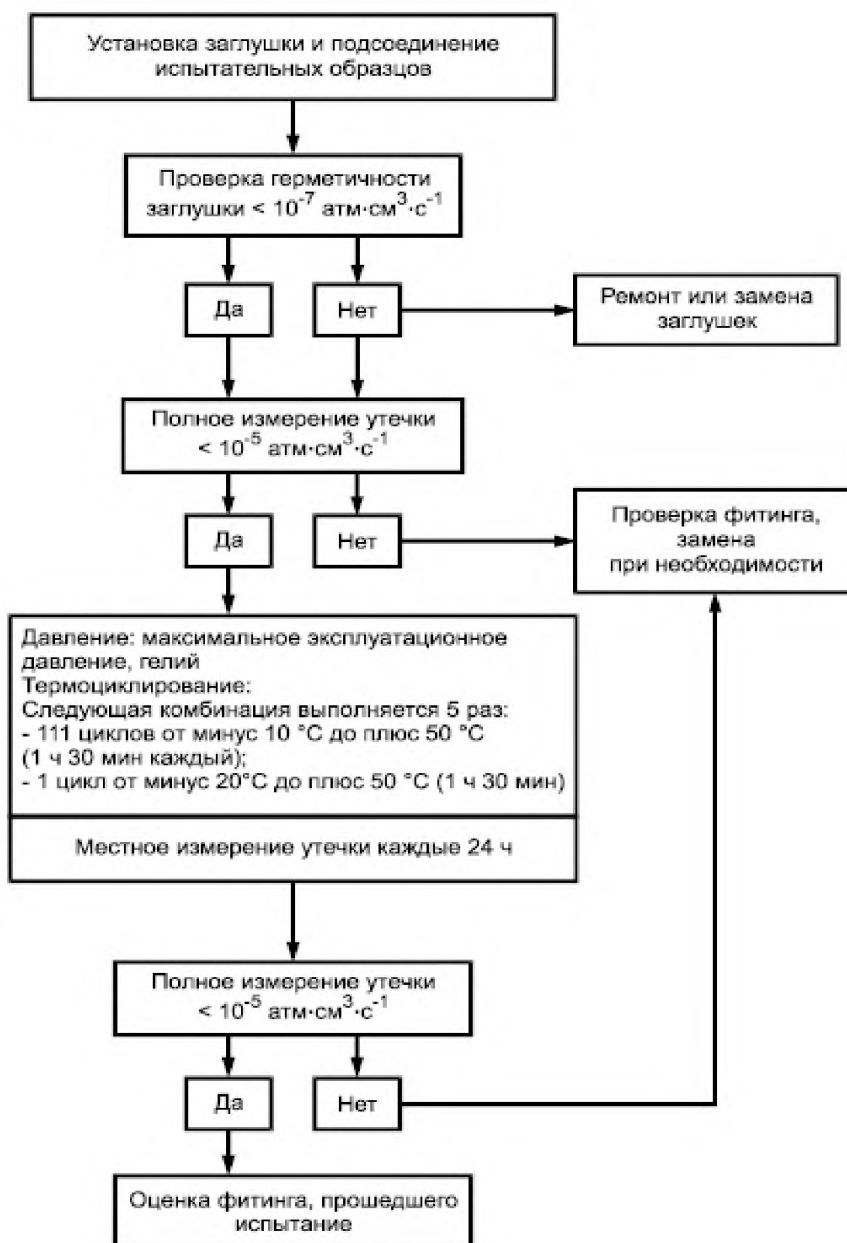 Установка заглушки и подсоединение
испытательных образцов
Проверка герметичности
заглушки < 10⁻⁷ атм·см³·с⁻¹
Да
Нет
Ремонт или замена
заглушек
Полное измерение утечки
< 10⁻⁵ атм·см³·с⁻¹
Да
Нет
Проверка фитинга,
замена
при необходимости
Давление: максимальное эксплуатационное
давление, гелий
Термоциклирование:
Следующая комбинация выполняется 5 раз:
- 111 циклов от минус 10 °С до плюс 50 °С
(1 ч 30 мин каждый);
- 1 цикл от минус 20°С до плюс 50 °С (1 ч 30 мин)
Местное измерение утечки каждые 24 ч
Полное измерение утечки
< 10⁻⁵ атм·см³·с⁻¹
Да
Нет
Оценка фитинга, прошедшего
испытание